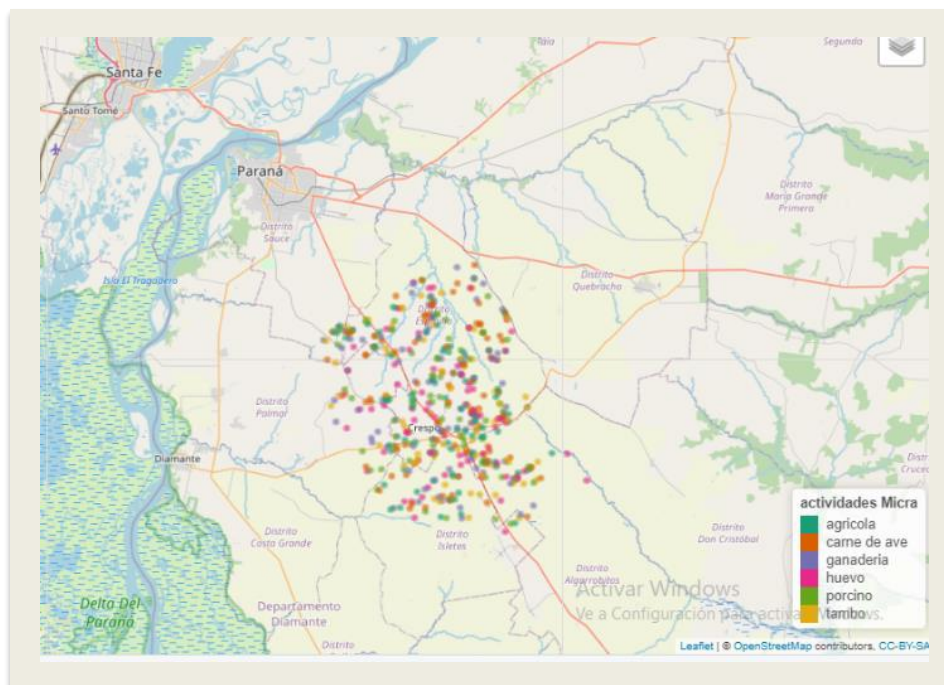 Tala
Segunda
Santa Fe
Santo Tomé
Paraná
Distrito
María Grande
Primera
Distrito
Sauce
Isla El Tragadero
Distrito
Quebracho
Distrito
Distrito
Palmar
Crespo
Diamante
Distrito
Costa Grande
Distrito
Isletas
Distrito
Don Cristóbal
Distrito
Algarrobitos
Departamento
Diamante
Delta Del
Paraná
Distrito
actividades Micra
agricola
carne de ave
ganaderia
huevo
porcino
tambo
Activar Windows
Ve a Configuración para activar Windows.
Leaflet | © OpenStreetMap contributors, CC-BY-SA